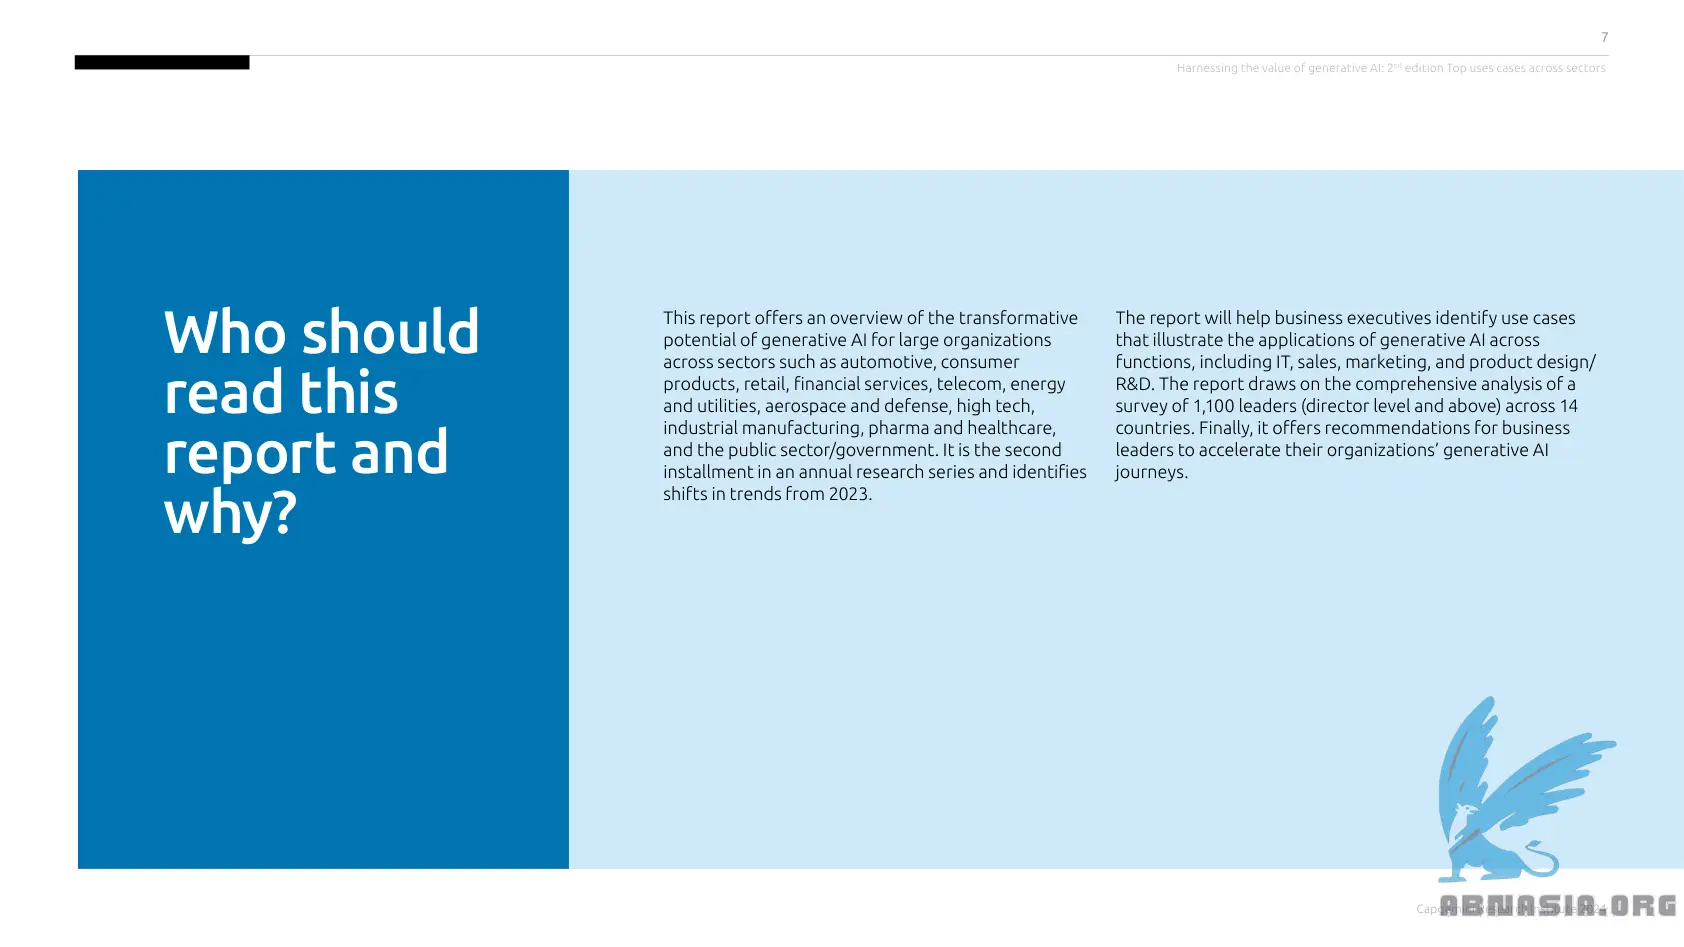 7
Harnessing the value of generative AI: 2nd edition Top uses cases across sectors
Who should
read this
report and
why?
This report offers an overview of the transformative
potential of generative AI for large organizations
across sectors such as automotive, consumer
products, retail, financial services, telecom, energy
and utilities, aerospace and defense, high tech,
industrial manufacturing, pharma and healthcare,
and the public sector/government. It is the second
installment in an annual research series and identifies
shifts in trends from 2023.
The report will help business executives identify use cases
that illustrate the applications of generative AI across
functions, including IT, sales, marketing, and product design/
R&D. The report draws on the comprehensive analysis of a
survey of 1,100 leaders (director level and above) across 14
countries. Finally, it offers recommendations for business
leaders to accelerate their organizations’ generative AI
journeys.
Capgemini Research Institute 2024
ABNASIA.ORG